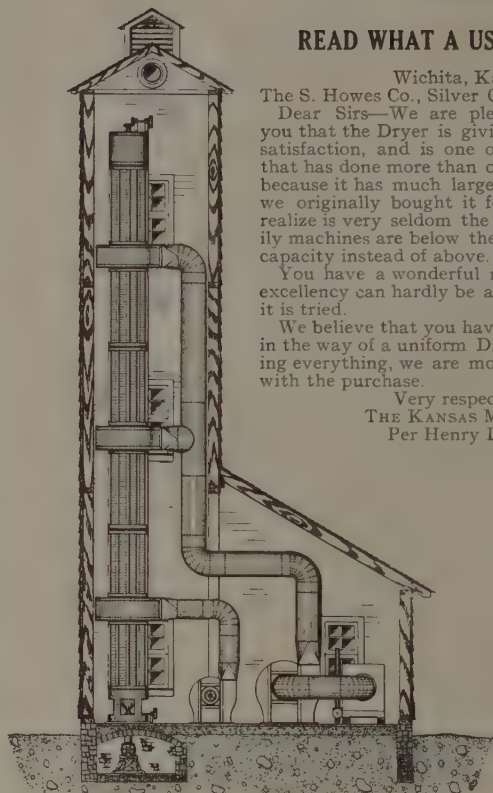 READ WHAT A US
Wichita, K
The S. Howes Co., Silver C
Dear Sirs—We are ple
you that the Dryer is givi
satisfaction, and is one o
that has done more than o
because it has much large
we originally bought it f
realize is very seldom the
ily machines are below the
capacity instead of above.
You have a wonderful
excellency can hardly be a
it is tried.
We believe that you hav
in the way of a uniform D
ing everything, we are mo
with the purchase.
Very respec
THE KANSAS M
Per Henry